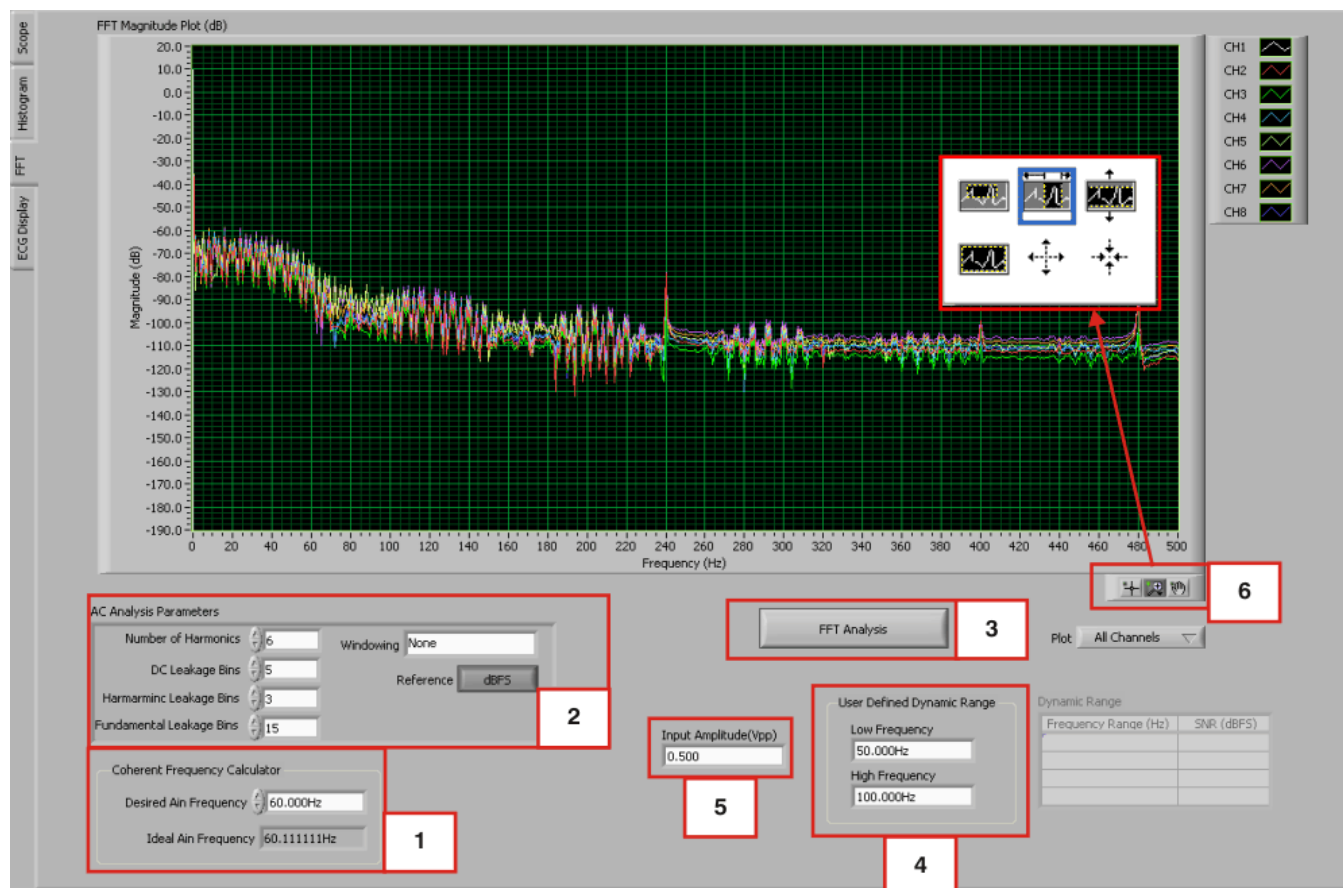 Scope
Histogram
FFT
ECG Display
FFT Magnitude Plot (dB)
20.0
10.0
0.0
-10.0
-20.0
-30.0
-40.0
-50.0
-60.0
-70.0
-80.0
-90.0
-100.0
-110.0
-120.0
-130.0
-140.0
-150.0
-160.0
-170.0
-180.0
-190.0
Magnitude (dB)
0 20 40 60 80 100 120 140 160 180 200 220 240 260 280 300 320 340 360 380 400 420 440 460 480 500
Frequency (Hz)
CH1
CH2
CH3
CH4
CH5
CH6
CH7
CH8
6
AC Analysis Parameters
Number of Harmonics 6
Windowing None
DC Leakage Bins 5
Reference dBFS
Harmarminc Leakage Bins 3
Fundamental Leakage Bins 15
2
Coherent Frequency Calculator
Desired Ain Frequency 60.000Hz
Ideal Ain Frequency 60.111111Hz
1
FFT Analysis
3
Plot All Channels
Input Amplitude(Vpp)
0.500
5
User Defined Dynamic Range
Low Frequency
50.000Hz
High Frequency
100.000Hz
4
Dynamic Range
Frequency Range (Hz) SNR (dBFS)